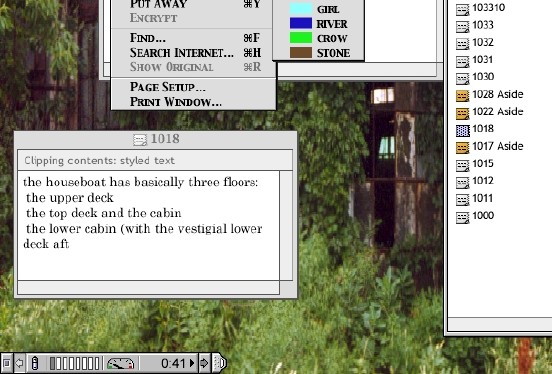 PUT AWAY ⌘Y
ENCRYPT
FIND... ⌘F
SEARCH INTERNET... ⌘H
SHOW ORIGINAL ⌘R
PAGE SETUP...
PRINT WINDOW...
GIRL
RIVER
CROW
STONE
103310
1033
1032
1031
1030
1028 Aside
1022 Aside
1018
1017 Aside
1015
1012
1011
1000
1018
Clipping contents: styled text
the houseboat has basically three floors:
the upper deck
the top deck and the cabin
the lower cabin (with the vestigial lower
deck aft
0:41